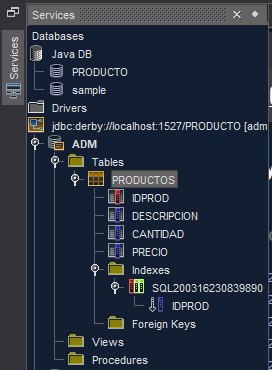 Services
Services
Databases
Java DB
PRODUCTO
sample
Drivers
jdbc:derby://localhost:1527/PRODUCTO [adm
ADM
Tables
PRODUCTOS
IDPROD
DESCRIPCION
CANTIDAD
PRECIO
Indexes
SQL200316230839890
IDPROD
Foreign Keys
Views
Procedures